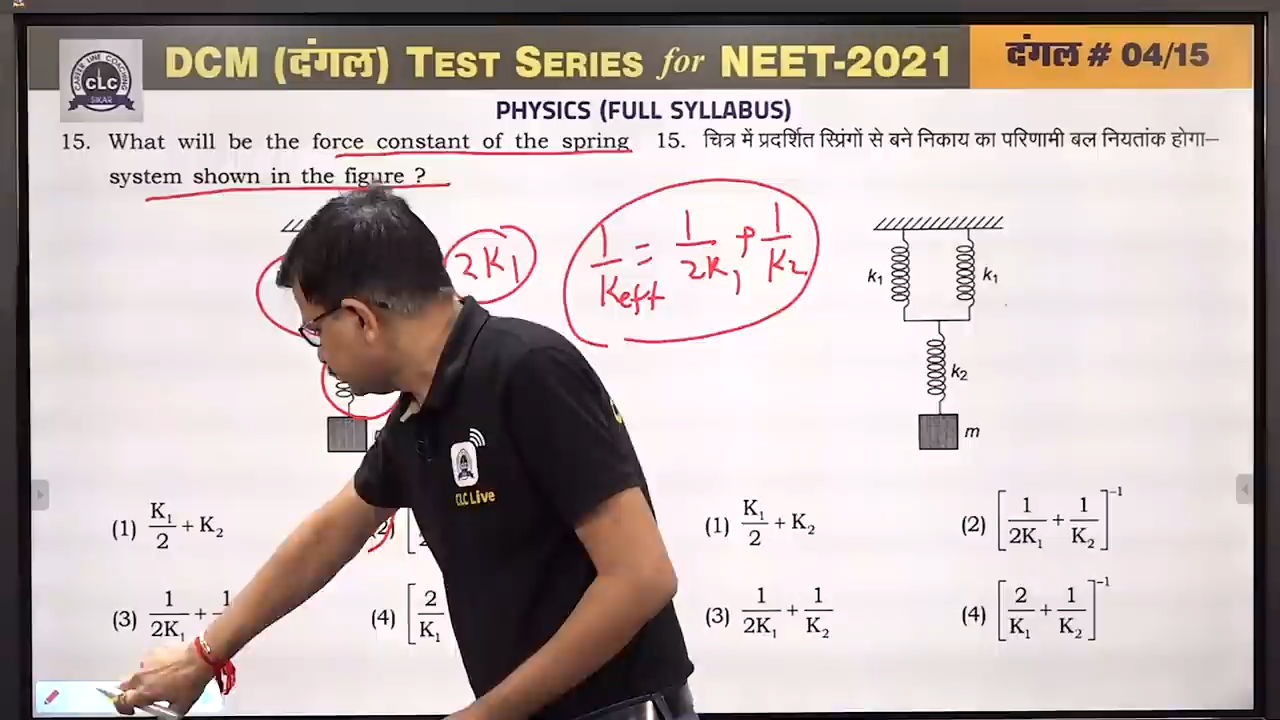 DCM (दंगल) TEST SERIES for NEET-2021
दंगल # 04/15
CAREER LINE COACHING
CLC
SIKAR
PHYSICS (FULL SYLLABUS)
15. What will be the force constant of the spring
system shown in the figure ?
15. चित्र में प्रदर्शित स्प्रिंगों से बने निकाय का परिणामी बल नियतांक होगा–
2K₁
1/Keff = 1/2K₁ + 1/K₂
k₁ k₁
k₂
m
CLC Live
(1) K₁/2 + K₂
(3) 1/2K₁ +
(4) [2/K₁
(1) K₁/2 + K₂ (2) [1/2K₁ + 1/K₂]⁻¹
(3) 1/2K₁ + 1/K₂ (4) [2/K₁ + 1/K₂]⁻¹